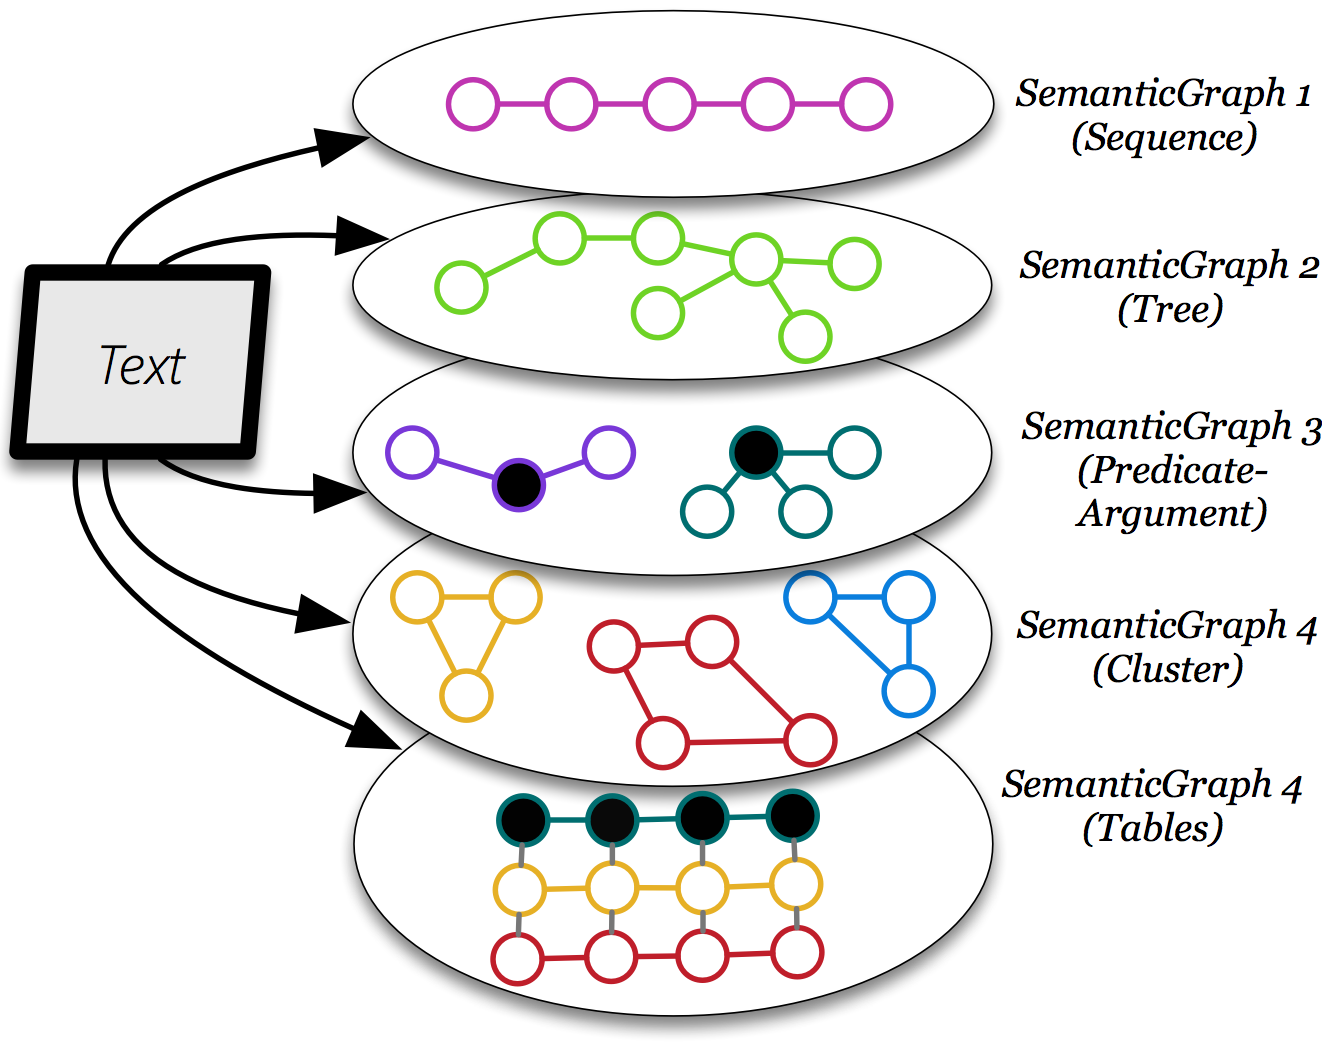 SemanticGraph 1
(Sequence)
SemanticGraph 2
(Tree)
Text
SemanticGraph 3
(Predicate-
Argument)
SemanticGraph 4
(Cluster)
SemanticGraph 4
(Tables)